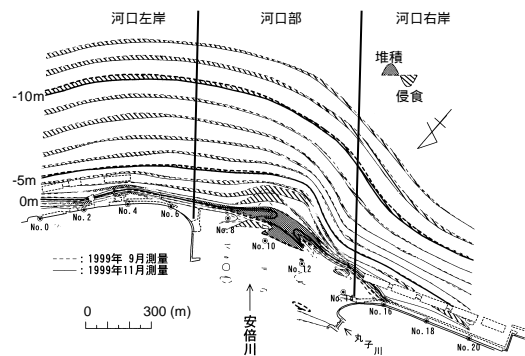 河口左岸
河口部
河口右岸
堆積
侵食
-10m
-5m
0m
No.0
No.2
No.4
No.6
No.8
No.10
No.12
No.14
No.16
No.18
No.20
: 1999年 9月測量
: 1999年11月測量
0 300 (m)
安倍川
丸子川